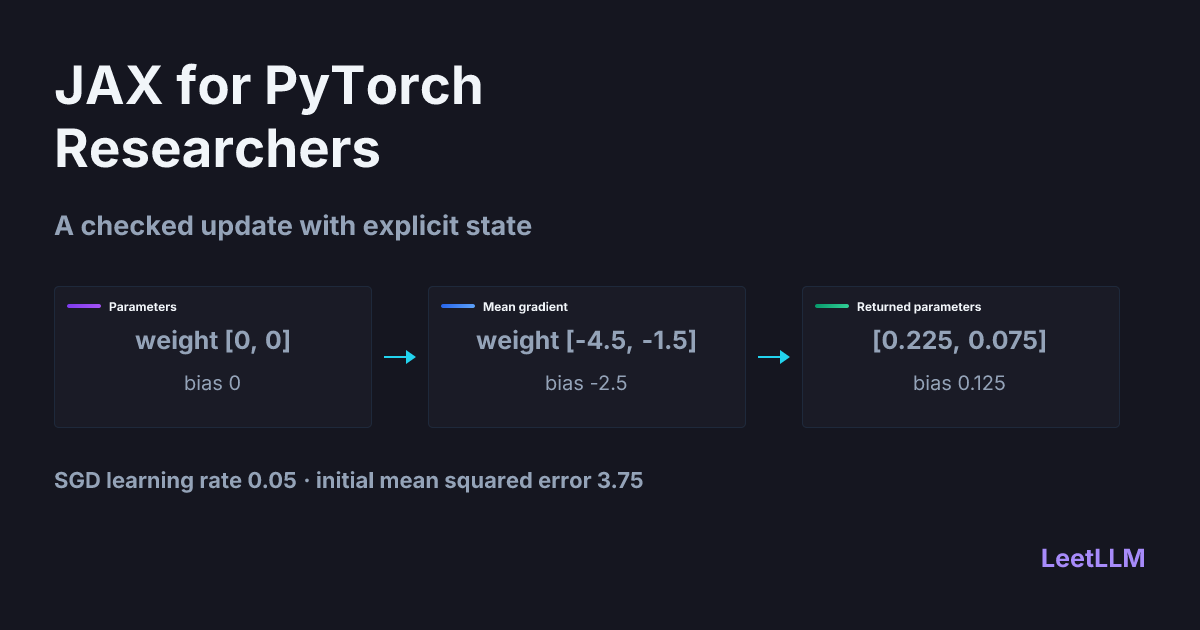 JAX for PyTorch
Researchers
A checked update with explicit state
Parameters
weight [0, 0]
bias 0
Mean gradient
weight [-4.5, -1.5]
bias -2.5
Returned parameters
[0.225, 0.075]
bias 0.125
SGD learning rate 0.05 · initial mean squared error 3.75
LeetLLM